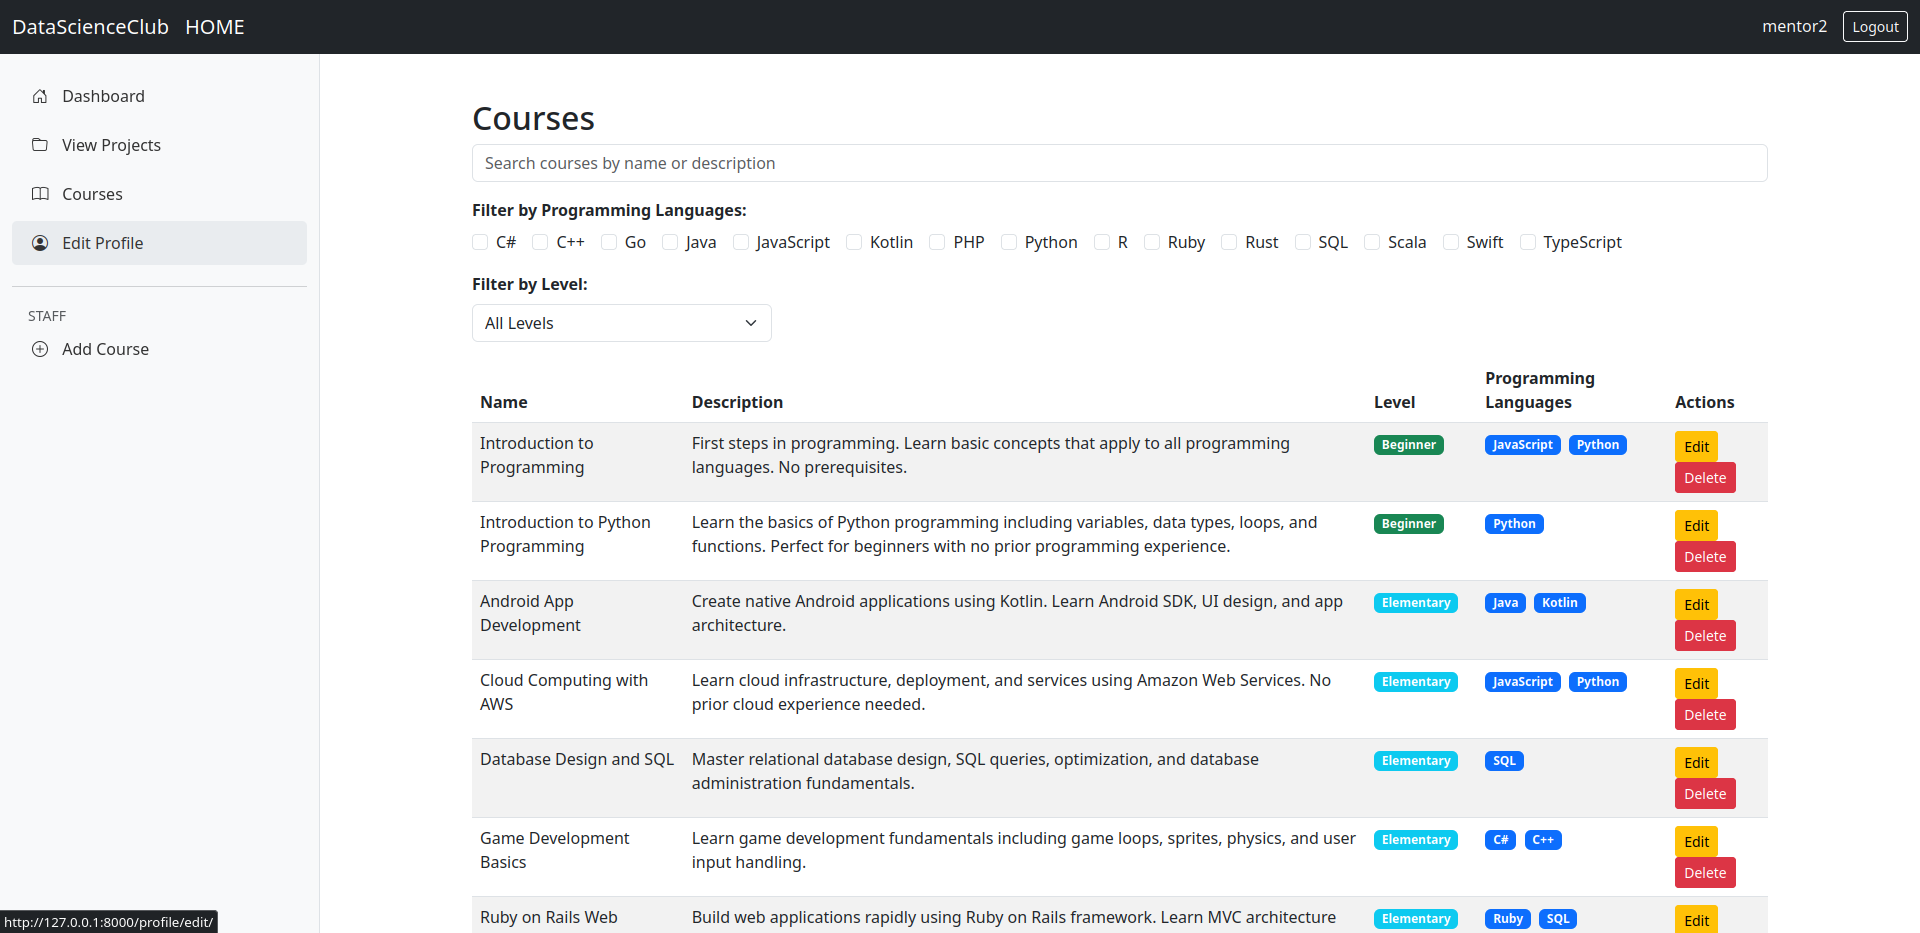 DataScienceClub HOME mentor2 Logout
Dashboard
View Projects
Courses
Edit Profile
STAFF
Add Course
Courses
Search courses by name or description
Filter by Programming Languages:
C# C++ Go Java JavaScript Kotlin PHP Python R Ruby Rust SQL Scala Swift TypeScript
Filter by Level:
All Levels
Name Description Level Programming Languages Actions
Introduction to Programming
First steps in programming. Learn basic concepts that apply to all programming
languages. No prerequisites.
Beginner
JavaScript Python
Edit
Delete
Introduction to Python
Programming
Learn the basics of Python programming including variables, data types, loops, and
functions. Perfect for beginners with no prior programming experience.
Beginner
Python
Edit
Delete
Android App
Development
Create native Android applications using Kotlin. Learn Android SDK, UI design, and app
architecture.
Elementary
Java Kotlin
Edit
Delete
Cloud Computing with
AWS
Learn cloud infrastructure, deployment, and services using Amazon Web Services. No
prior cloud experience needed.
Elementary
JavaScript Python
Edit
Delete
Database Design and SQL
Master relational database design, SQL queries, optimization, and database
administration fundamentals.
Elementary
SQL
Edit
Delete
Game Development
Basics
Learn game development fundamentals including game loops, sprites, physics, and user
input handling.
Elementary
C# C++
Edit
Delete
Ruby on Rails Web
Build web applications rapidly using Ruby on Rails framework. Learn MVC architecture
Elementary
Ruby SQL
Edit
http://127.0.0.1:8000/profile/edit/